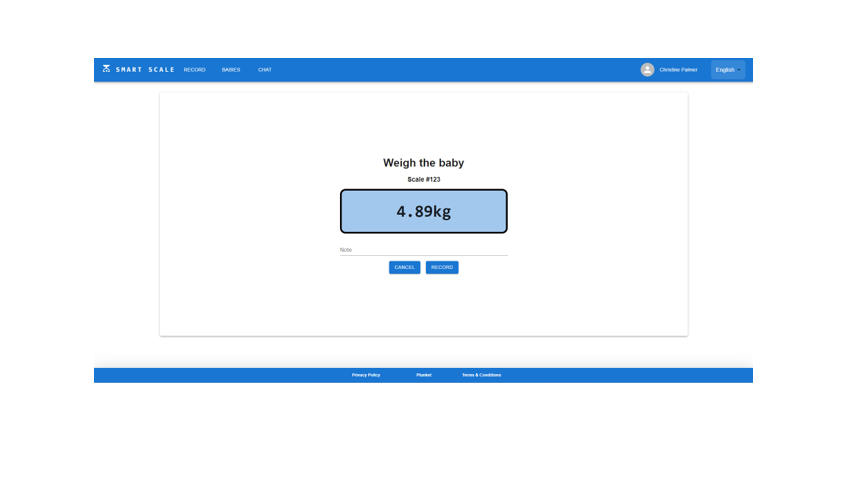 SMART SCALE RECORD BABIES CHAT Christine Palmer English
Weigh the baby
Scale #123
4.89kg
Note
CANCEL RECORD
Privacy Policy Plunket Terms & Conditions